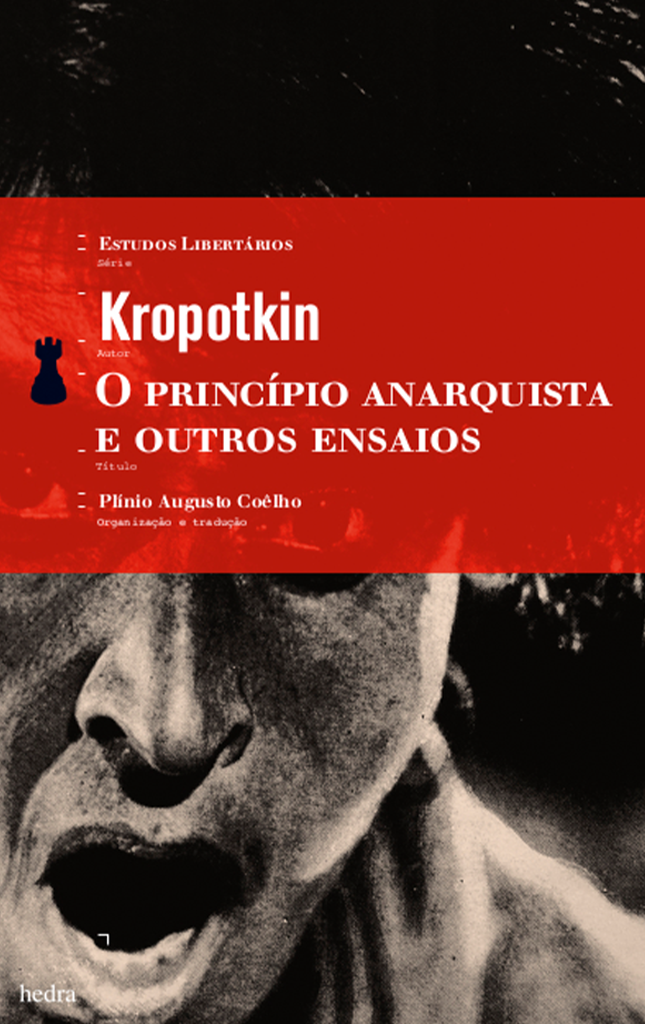 Estudos Libertários
Série
Kropotkin
Autor
O princípio anarquista
e outros ensaios
Título
Plínio Augusto Coêlho
Organização e tradução
hedra